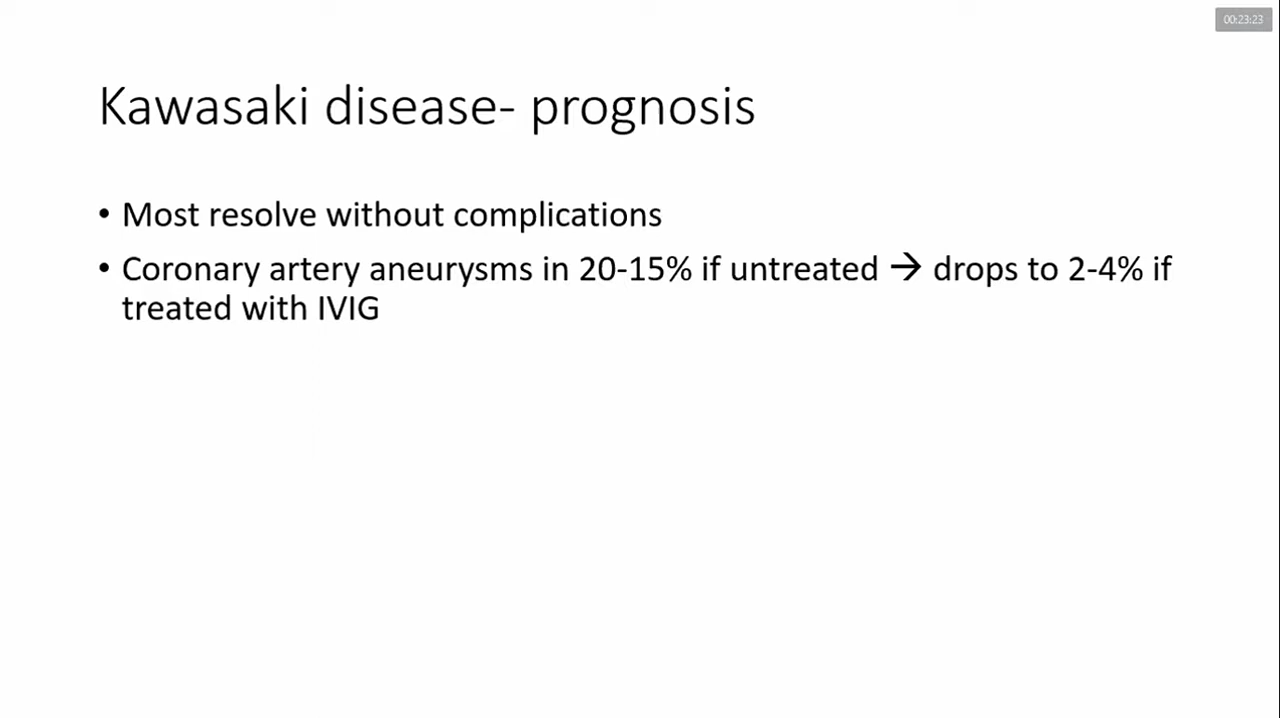 00:23:23
Kawasaki disease- prognosis
• Most resolve without complications
• Coronary artery aneurysms in 20-15% if untreated → drops to 2-4% if
treated with IVIG